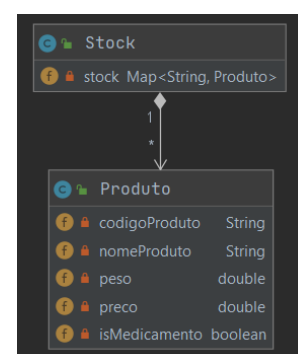 Stock
stock Map<String, Produto>
1
*
Produto
codigoProduto String
nomeProduto String
peso double
preco double
isMedicamento boolean